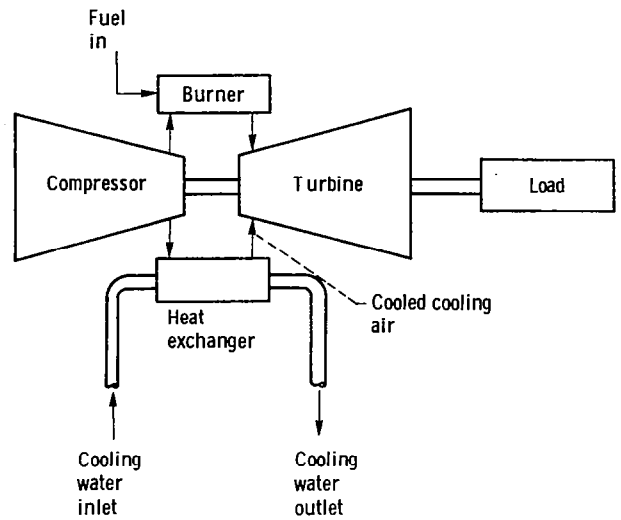 Fuel
in
Burner
Compressor
Turbine
Load
Cooled cooling
air
Heat
exchanger
Cooling
water
inlet
Cooling
water
outlet